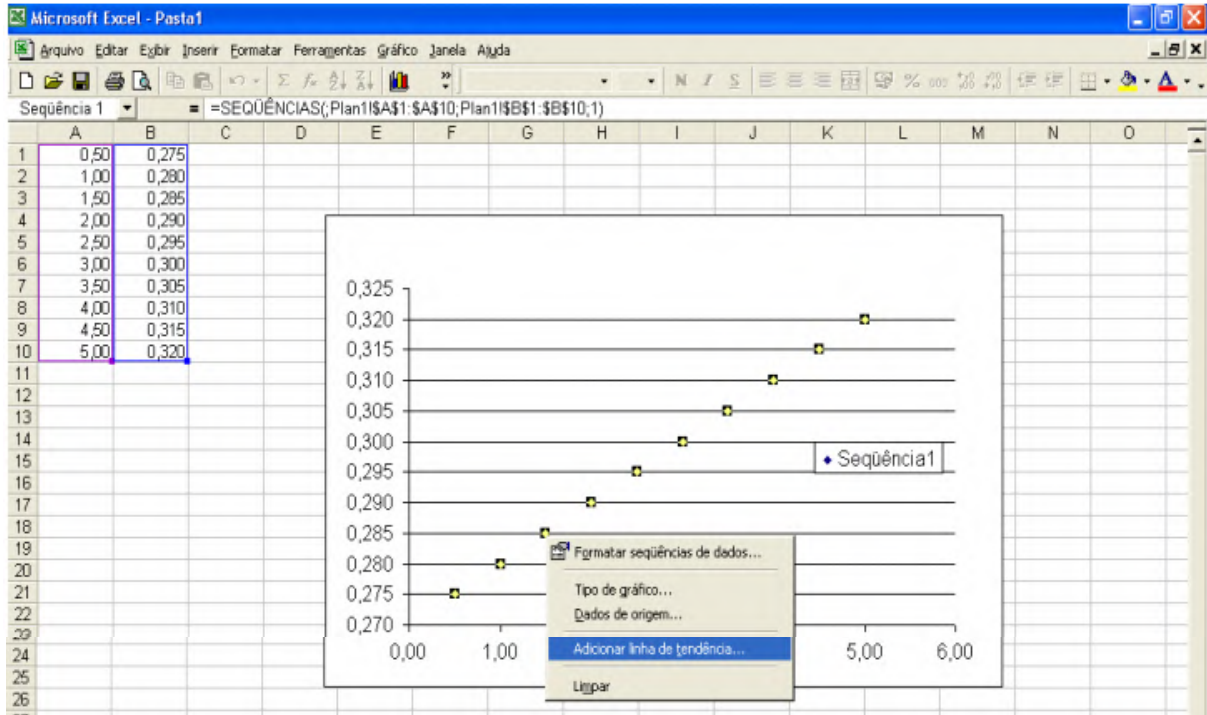 Microsoft Excel - Pasta1
Arquivo Editar Exibir Inserir Formatar Ferramentas Gráfico Janela Ajuda
N I S
Seqüência 1 = =SEQÜÊNCIAS(;Plan1!$A$1:$A$10;Plan1!$B$1:$B$10;1)
A B C D E F G H I J K L M N O
1 0,50 0,275
2 1,00 0,280
3 1,50 0,285
4 2,00 0,290
5 2,50 0,295
6 3,00 0,300
7 3,50 0,305
8 4,00 0,310
9 4,50 0,315
10 5,00 0,320
11
12
13
14
15
16
17
18
19
20
21
22
23
24
25
26
0,325
0,320
0,315
0,310
0,305
0,300
0,295
0,290
0,285
0,280
0,275
0,270
0,00 1,00 5,00 6,00
Seqüência1
Formatar seqüências de dados...
Tipo de gráfico...
Dados de origem...
Adicionar linha de tendência...
Limpar